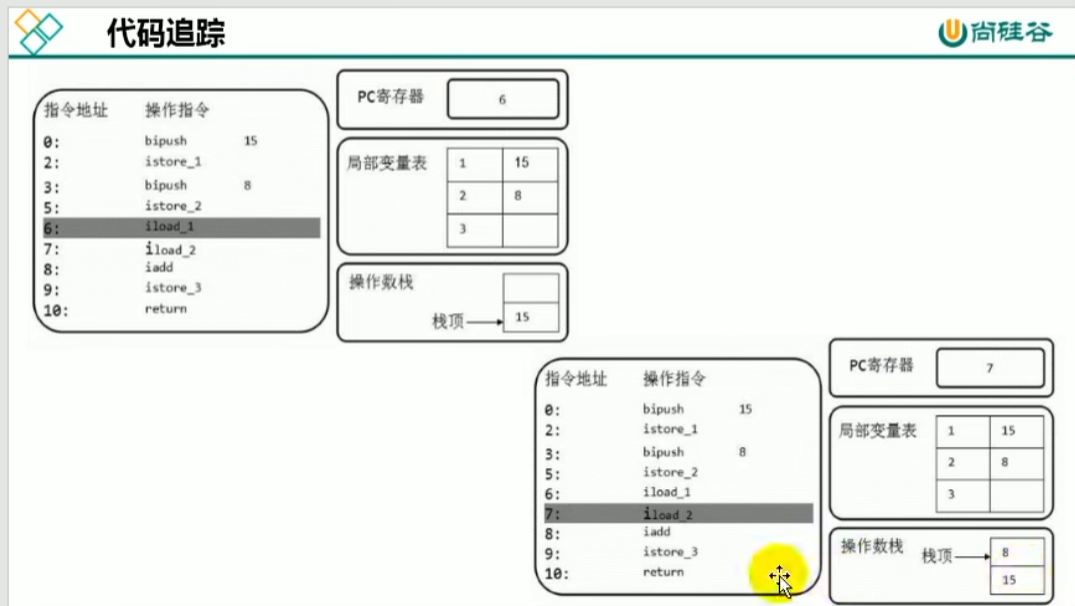 代码追踪
尚硅谷
指令地址 操作指令
0: bipush 15
2: istore_1
3: bipush 8
5: istore_2
6: iload_1
7: iload_2
8: iadd
9: istore_3
10: return
PC寄存器 6
局部变量表 1 15
2 8
3
操作数栈
栈顶 15
指令地址 操作指令
0: bipush 15
2: istore_1
3: bipush 8
5: istore_2
6: iload_1
7: iload_2
8: iadd
9: istore_3
10: return
PC寄存器 7
局部变量表 1 15
2 8
3
操作数栈 栈顶 8
15